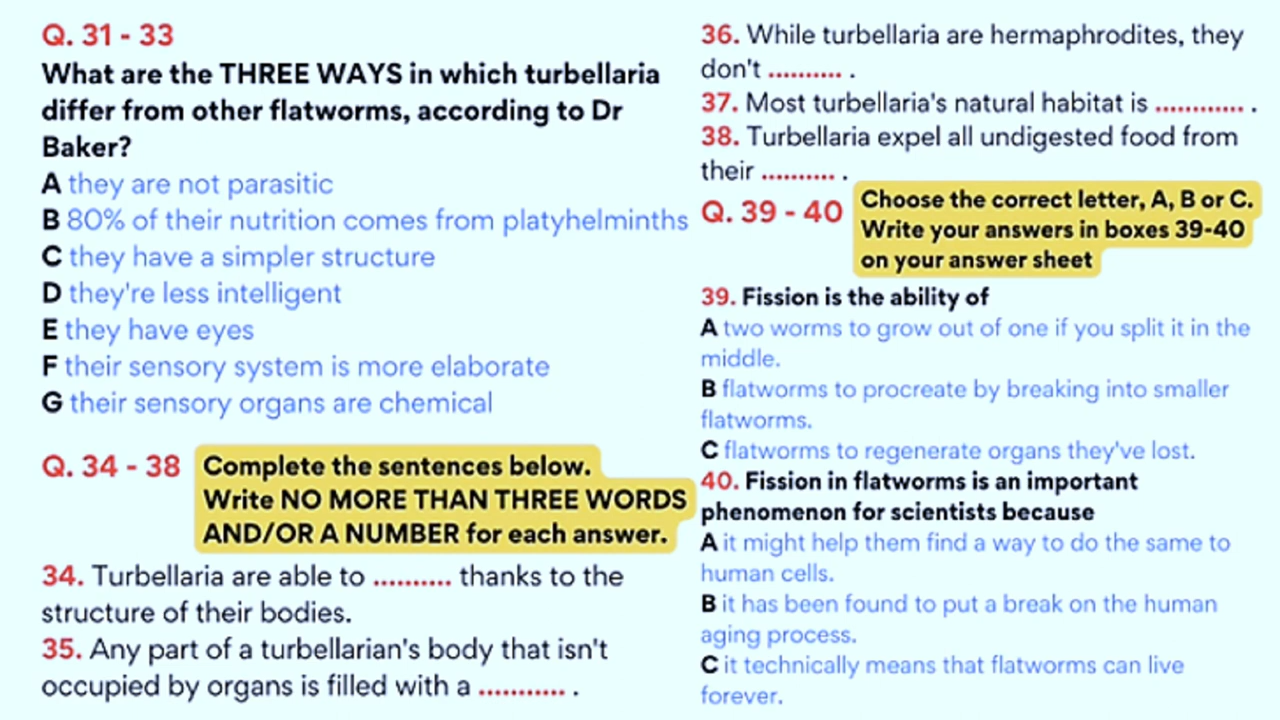 Q. 31 - 33
What are the THREE WAYS in which turbellaria
differ from other flatworms, according to Dr
Baker?
A they are not parasitic
B 80% of their nutrition comes from platyhelminths
C they have a simpler structure
D they're less intelligent
E they have eyes
F their sensory system is more elaborate
G their sensory organs are chemical
Q. 34 - 38
Complete the sentences below.
Write NO MORE THAN THREE WORDS
AND/OR A NUMBER for each answer.
34. Turbellaria are able to .......... thanks to the
structure of their bodies.
35. Any part of a turbellarian's body that isn't
occupied by organs is filled with a ........... .
36. While turbellaria are hermaphrodites, they
don't .......... .
37. Most turbellaria's natural habitat is ............ .
38. Turbellaria expel all undigested food from
their .......... .
Q. 39 - 40
Choose the correct letter, A, B or C.
Write your answers in boxes 39-40
on your answer sheet
39. Fission is the ability of
A two worms to grow out of one if you split it in the
middle.
B flatworms to procreate by breaking into smaller
flatworms.
C flatworms to regenerate organs they've lost.
40. Fission in flatworms is an important
phenomenon for scientists because
A it might help them find a way to do the same to
human cells.
B it has been found to put a break on the human
aging process.
C it technically means that flatworms can live
forever.